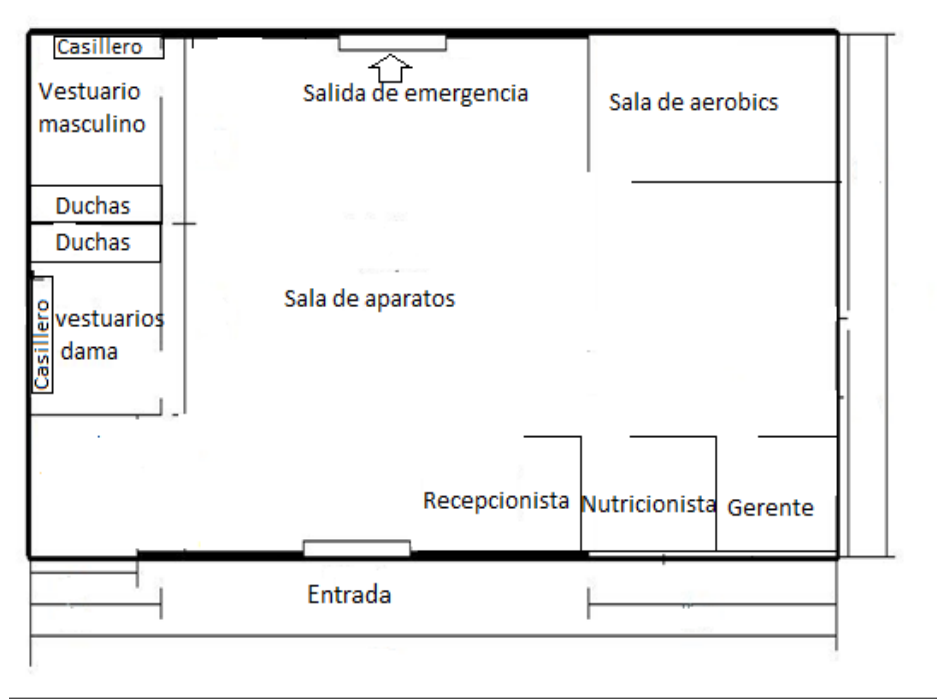 Casillero
Vestuario
masculino
Salida de emergencia
Sala de aerobics
Duchas
Duchas
Sala de aparatos
Casillero
vestuarios
dama
Recepcionista
Nutricionista
Gerente
Entrada